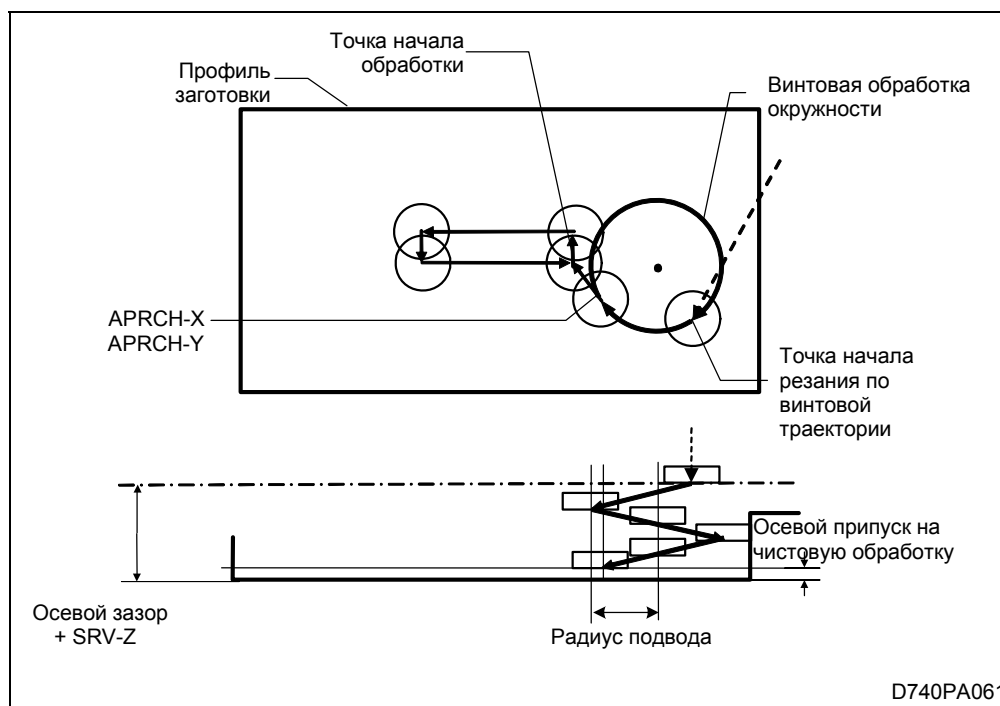 Точка начала
обработки
Профиль
заготовки
Винтовая обработка
окружности
APRCH-X
APRCH-Y
Точка начала
резания по
винтовой
траектории
Осевой припуск на
чистовую обработку
Осевой зазор
+ SRV-Z
Радиус подвода
D740PA061